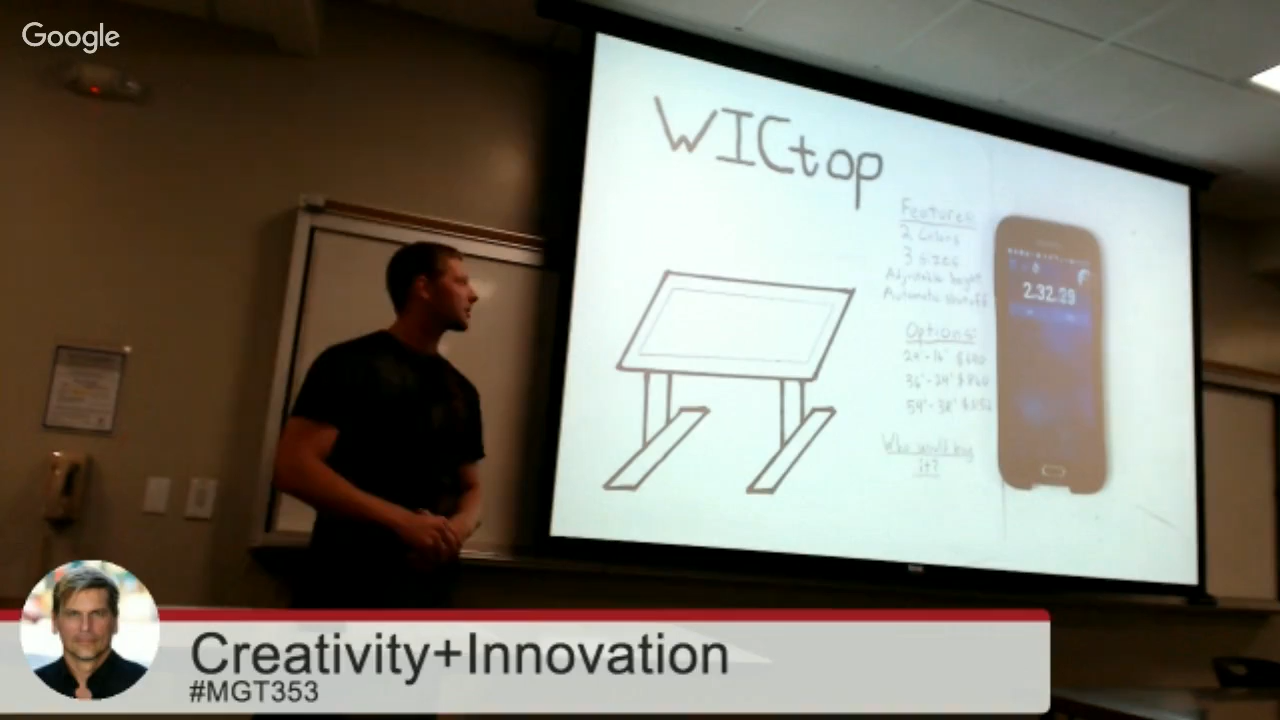 Google
WICtop
Features:
2 Colors
3 sizes
Adjustable height
Automatic shutoff
2.32.29
Options:
Who would buy
it?
Creativity+Innovation
#MGT353